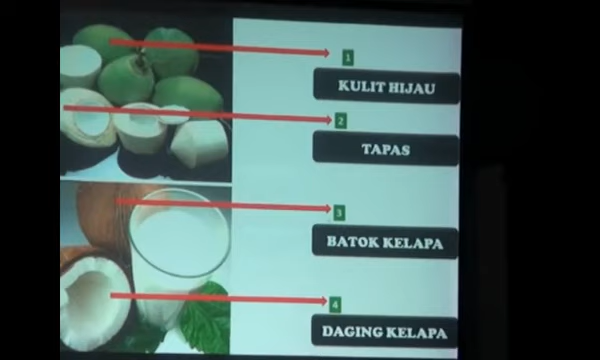 1
KULIT HIJAU
2
TAPAS
3
BATOK KELAPA
4
DAGING KELAPA